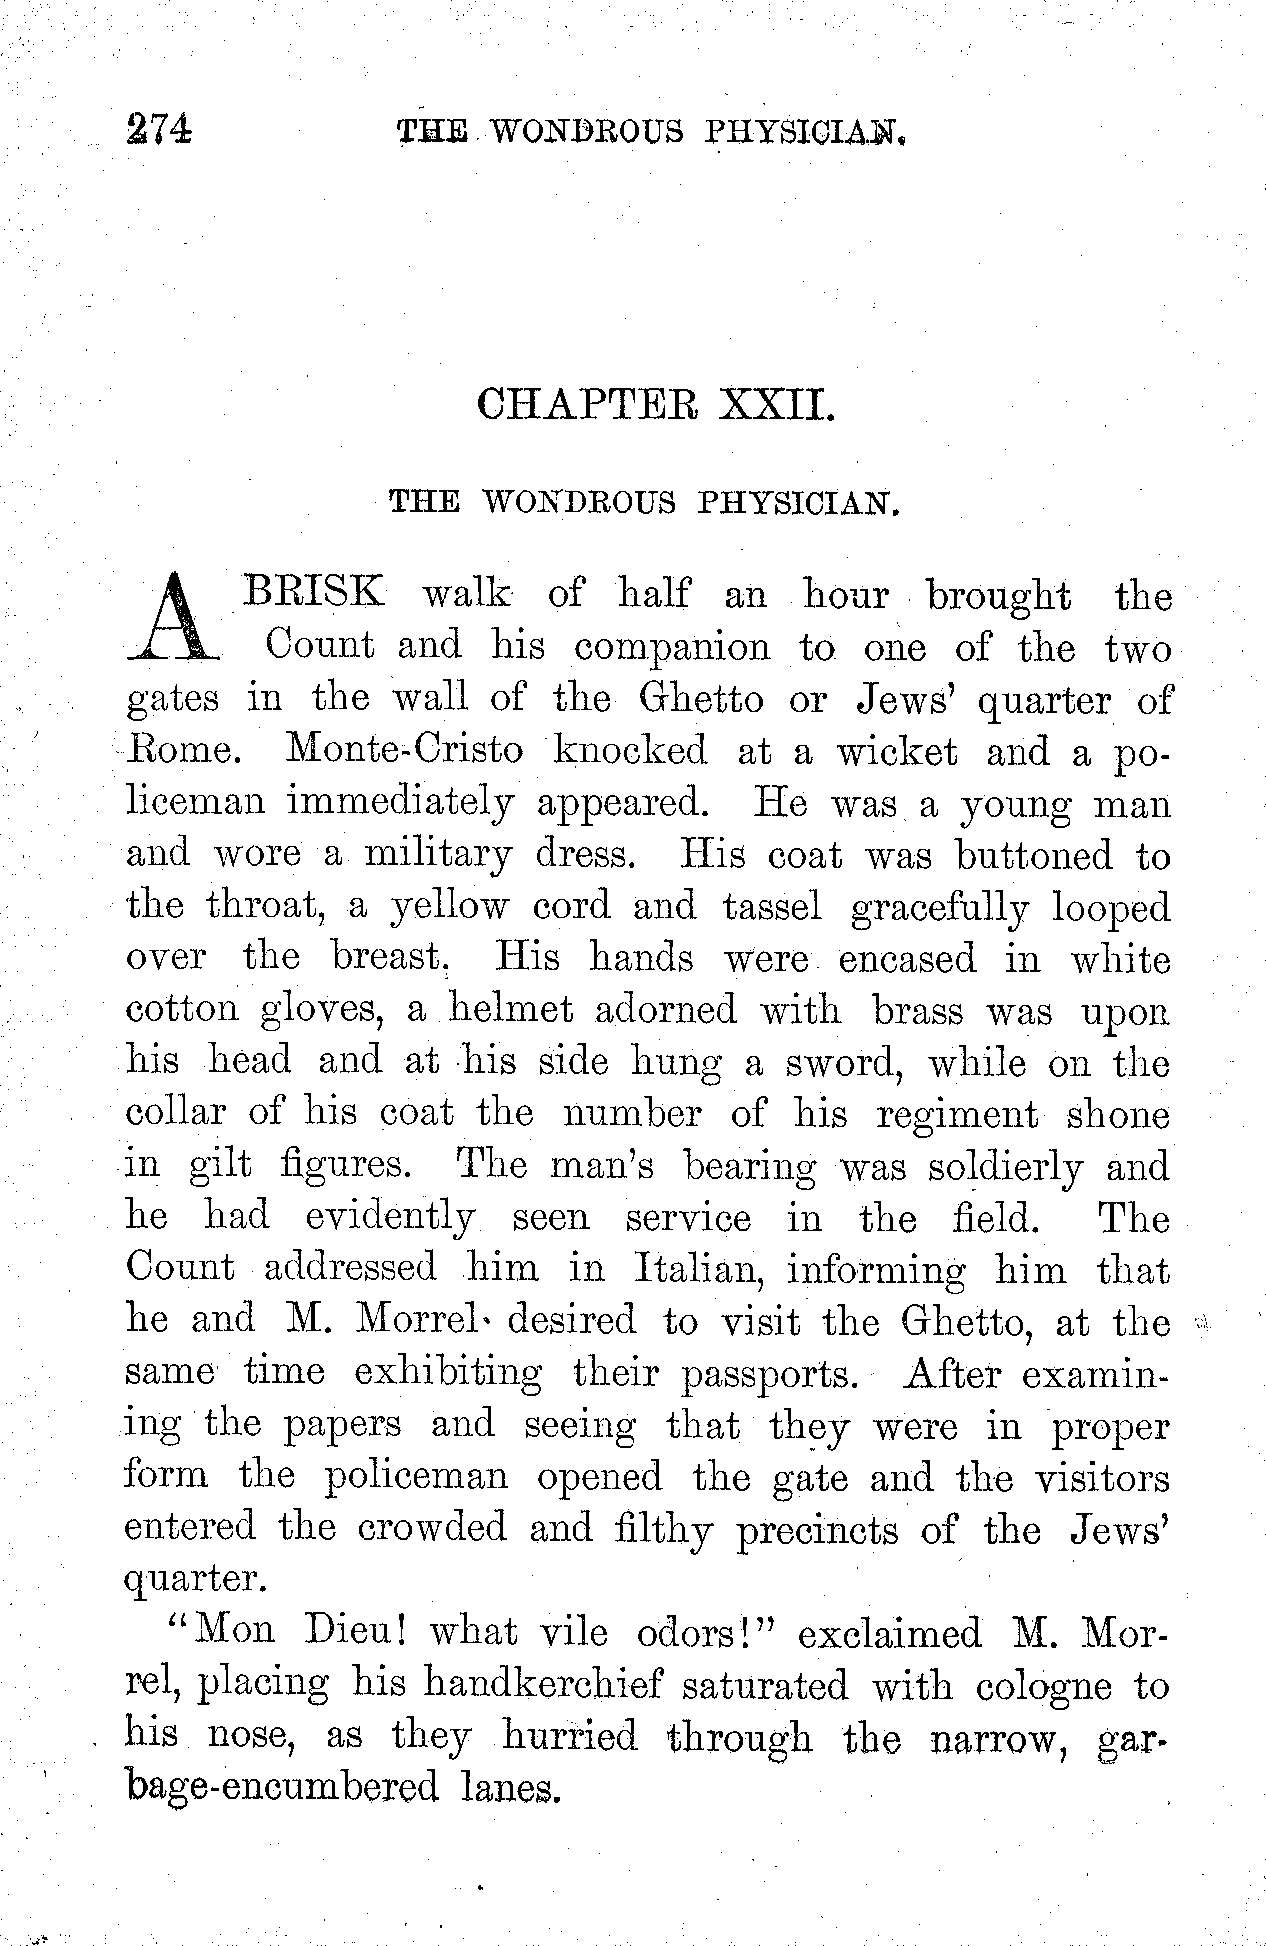 274 THE WONDROUS PHYSICIAN.
CHAPTER XXII.
THE WONDROUS PHYSICIAN.
A BRISK walk of half an hour brought the
Count and his companion to one of the two
gates in the wall of the Ghetto or Jews' quarter of
Rome. Monte-Cristo knocked at a wicket and a po-
liceman immediately appeared. He was a young man
and wore a military dress. His coat was buttoned to
the throat, a yellow cord and tassel gracefully looped
over the breast. His hands were encased in white
cotton gloves, a helmet adorned with brass was upon
his head and at his side hung a sword, while on the
collar of his coat the number of his regiment shone
in gilt figures. The man's bearing was soldierly and
he had evidently seen service in the field. The
Count addressed him in Italian, informing him that
he and M. Morrel desired to visit the Ghetto, at the
same time exhibiting their passports. After examin-
ing the papers and seeing that they were in proper
form the policeman opened the gate and the visitors
entered the crowded and filthy precincts of the Jews'
quarter.
"Mon Dieu! what vile odors!" exclaimed M. Mor-
rel, placing his handkerchief saturated with cologne to
his nose, as they hurried through the narrow, gar-
bage-encumbered lanes.